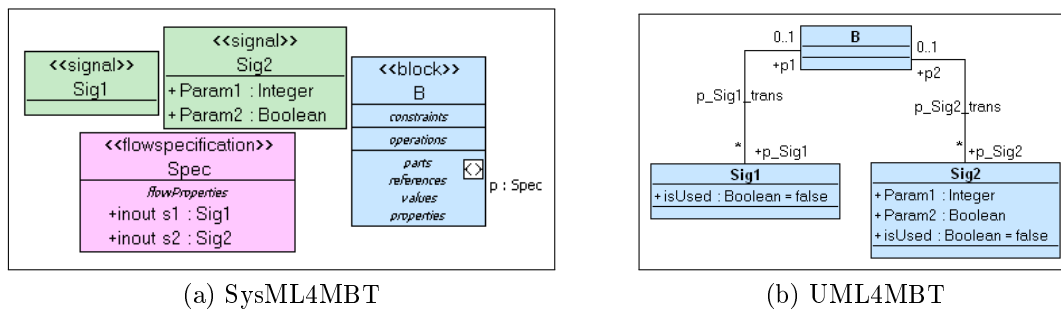 <<signal>>
Sig1
<<signal>>
Sig2
+ Param1 : Integer
+ Param2 : Boolean
<<flowspecification>>
Spec
flowProperties
+inout s1 : Sig1
+inout s2 : Sig2
<<block>>
B
constraints
operations
parts
references
values
properties
<>
p : Spec
(a) SysML4MBT
B
0..1
+p1
0..1
+p2
p_Sig1_trans
p_Sig2_trans
*
+p_Sig1
*
+p_Sig2
Sig1
+ isUsed : Boolean = false
Sig2
+ Param1 : Integer
+ Param2 : Boolean
+ isUsed : Boolean = false
(b) UML4MBT